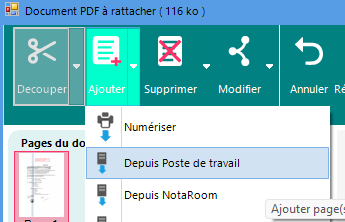 Document PDF à rattacher ( 116 ko )
Decouper
Ajouter
Supprimer
Modifier
Annuler
Ré
Pages du do
Numériser
Depuis Poste de travail
Depuis NotaRoom
Ajouter page(s